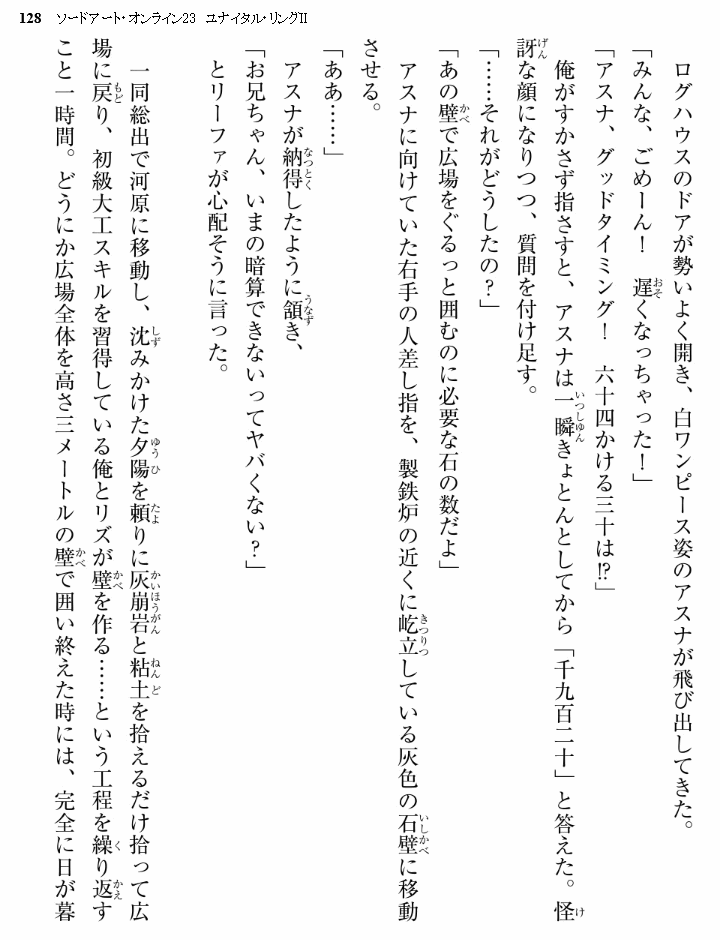 128 ソードアート・オンライン23 ユナイタル・リングⅡ
ログハウスのドアが勢いよく開き、白ワンピース姿のアスナが飛び出してきた。
「みんな、ごめーん！　遅くなっちゃった！」
「アスナ、グッドタイミング！　六十四かける三十は!?」
俺がすかさず指さすと、アスナは一瞬きょとんとしてから「千九百二十」と答えた。怪
訝な顔になりつつ、質問を付け足す。
「……それがどうしたの？」
「あの壁で広場をぐるっと囲むのに必要な石の数だよ」
アスナに向けていた右手の人差し指を、製鉄炉の近くに屹立している灰色の石壁に移動
させる。
「ああ……」
アスナが納得したように頷き、
「お兄ちゃん、いまの暗算できないってヤバくない？」
とリーファが心配そうに言った。
一同総出で河原に移動し、沈みかけた夕陽を頼りに灰崩岩と粘土を拾えるだけ拾って広
場に戻り、初級大工スキルを習得している俺とリズが壁を作る……という工程を繰り返す
こと一時間。どうにか広場全体を高さ三メートルの壁で囲い終えた時には、完全に日が暮